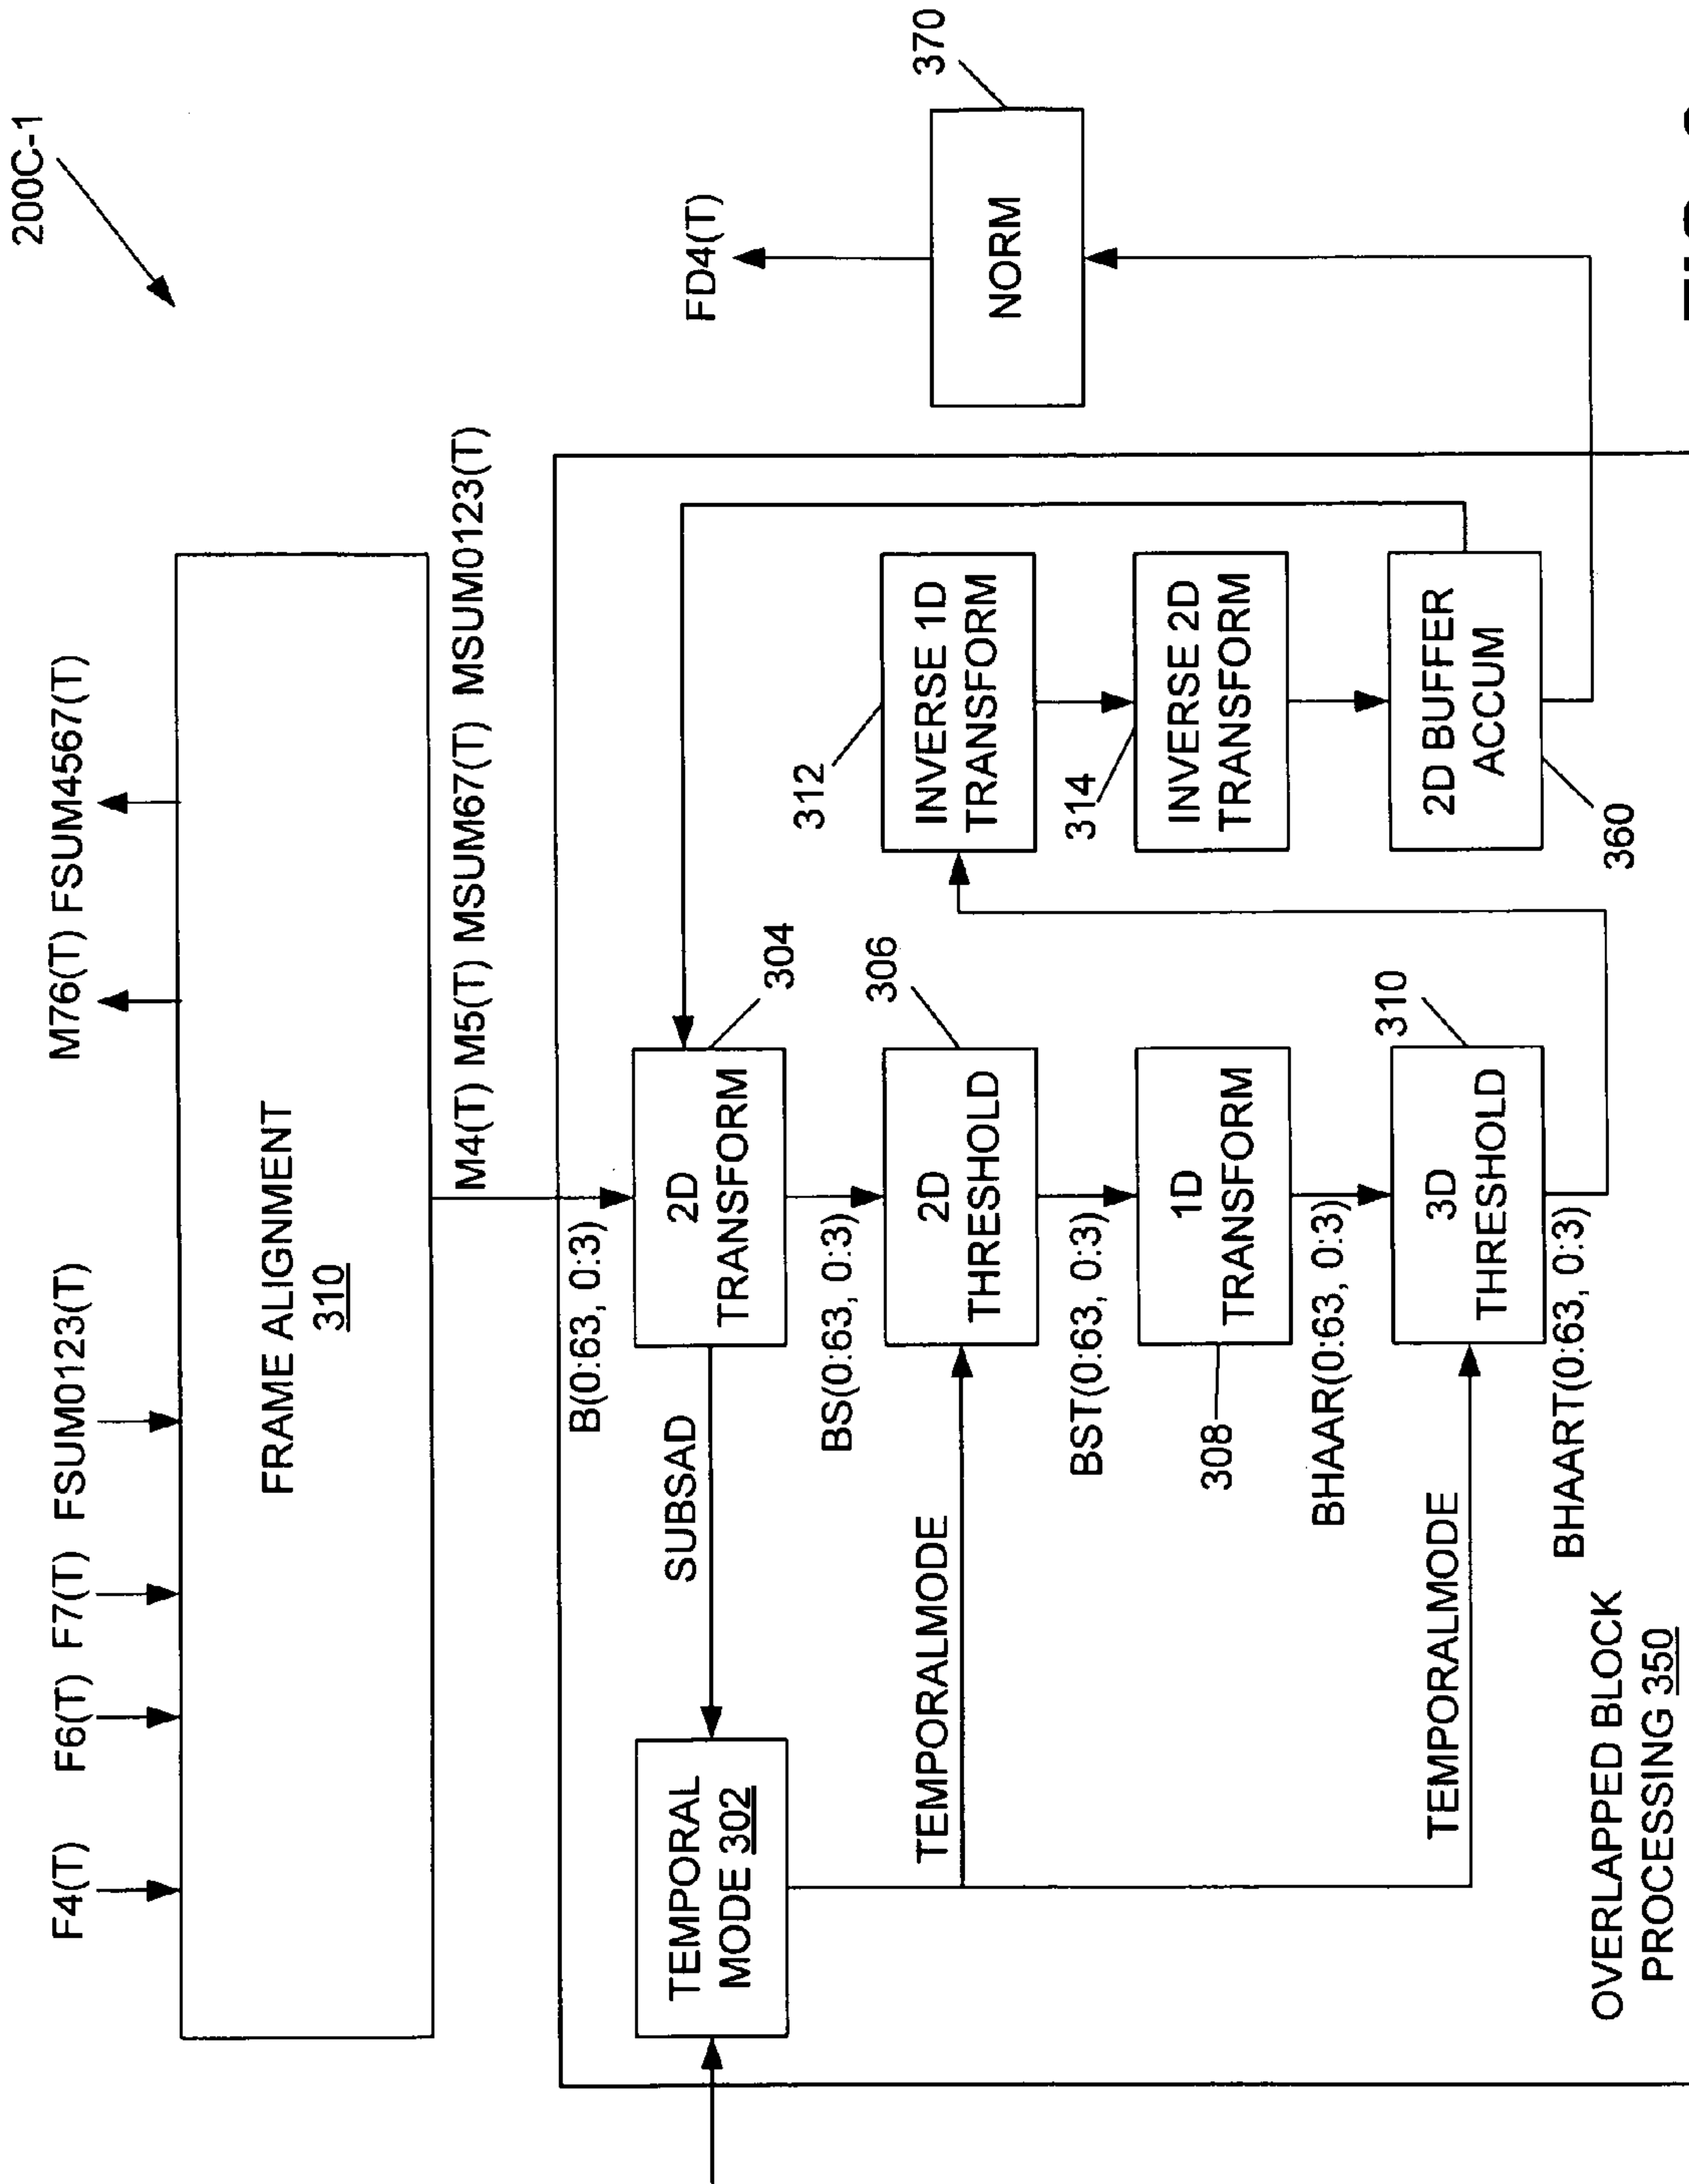 200C-1
M76(T) FSUM4567(T)
F4(T) F6(T) F7(T) FSUM0123(T)
FRAME ALIGNMENT
310
M4(T) M5(T) MSUM67(T) MSUM0123(T)
FD4(T)
NORM
370
B(0:63, 0:3)
TEMPORAL
MODE 302
SUBSAD
2D
TRANSFORM
304
BS(0:63, 0:3)
TEMPORALMODE
2D
THRESHOLD
306
BST(0:63, 0:3)
1D
TRANSFORM
308
BHAAR(0:63, 0:3)
TEMPORALMODE
3D
THRESHOLD
310
BHAART(0:63, 0:3)
312
INVERSE 1D
TRANSFORM
314
INVERSE 2D
TRANSFORM
2D BUFFER
ACCUM
360
OVERLAPPED BLOCK
PROCESSING 350